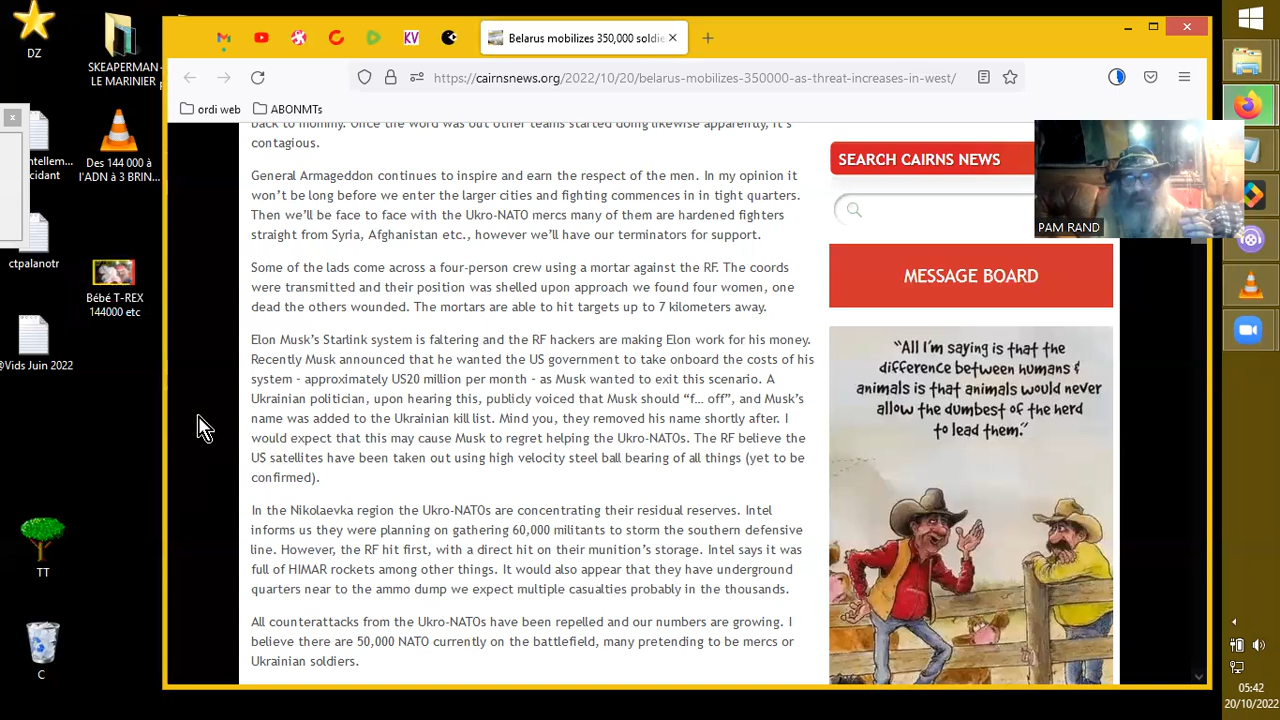 DZ
SKEAPERMAN-
LE MARINIER
Des 144 000 à
l'ADN à 3 BRIN...
ctpalanotr
Bébé T-REX
144000 etc
@Vids Juin 2022
TT
C
Belarus mobilizes 350,000 soldie
https://cairnsnews.org/2022/10/20/belarus-mobilizes-350000-as-threat-increases-in-west/
ordi web
ABONMTs
back to mommy. Once the word was out other teams started doing likewise apparently, it's
contagious.
General Armageddon continues to inspire and earn the respect of the men. In my opinion it
won't be long before we enter the larger cities and fighting commences in in tight quarters.
Then we'll be face to face with the Ukro-NATO mercs many of them are hardened fighters
straight from Syria, Afghanistan etc., however we'll have our terminators for support.
Some of the lads come across a four-person crew using a mortar against the RF. The coords
were transmitted and their position was shelled upon approach we found four women, one
dead the others wounded. The mortars are able to hit targets up to 7 kilometers away.
Elon Musk's Starlink system is faltering and the RF hackers are making Elon work for his money.
Recently Musk announced that he wanted the US government to take onboard the costs of his
system - approximately US20 million per month - as Musk wanted to exit this scenario. A
Ukrainian politician, upon hearing this, publicly voiced that Musk should “f… off”, and Musk's
name was added to the Ukrainian kill list. Mind you, they removed his name shortly after. I
would expect that this may cause Musk to regret helping the Ukro-NATOs. The RF believe the
US satellites have been taken out using high velocity steel ball bearing of all things (yet to be
confirmed).
In the Nikolaevka region the Ukro-NATOs are concentrating their residual reserves. Intel
informs us they were planning on gathering 60,000 militants to storm the southern defensive
line. However, the RF hit first, with a direct hit on their munition's storage. Intel says it was
full of HIMAR rockets among other things. It would also appear that they have underground
quarters near to the ammo dump we expect multiple casualties probably in the thousands.
All counterattacks from the Ukro-NATOs have been repelled and our numbers are growing. I
believe there are 50,000 NATO currently on the battlefield, many pretending to be mercs or
Ukrainian soldiers.
SEARCH CAIRNS NEWS
PAM RAND
MESSAGE BOARD
“All I'm saying is that the
difference between humans &
animals is that animals would never
allow the dumbest of the herd
to lead them.”
05:42
20/10/2022